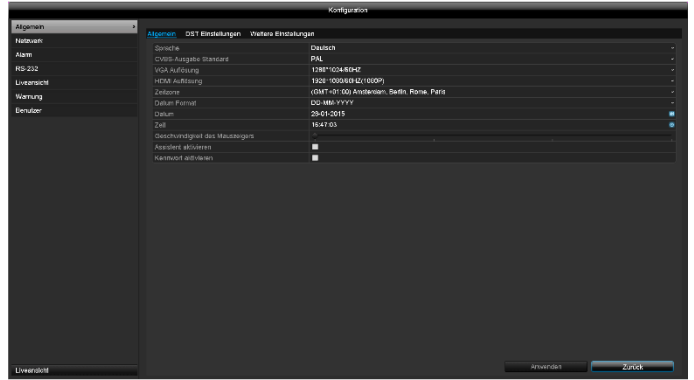 Konfiguration
Allgemein
Netzwerk
Alarm
RS-232
Liveansicht
Warnung
Benutzer
Allgemein DST Einstellungen Weitere Einstellungen
Sprache Deutsch
CVBS-Ausgabe Standard PAL
VGA Auflösung 1280*1024/60HZ
HDMI Auflösung 1920*1080/60HZ(1080P)
Zeitzone (GMT+01:00) Amsterdam, Berlin, Rome, Paris
Datum Format DD-MM-YYYY
Datum 29-01-2015
Zeit 16:47:03
Geschwindigkeit des Mauszeigers
Assistent aktivieren
Kennwort aktivieren
Anwenden Zurück
Liveansicht